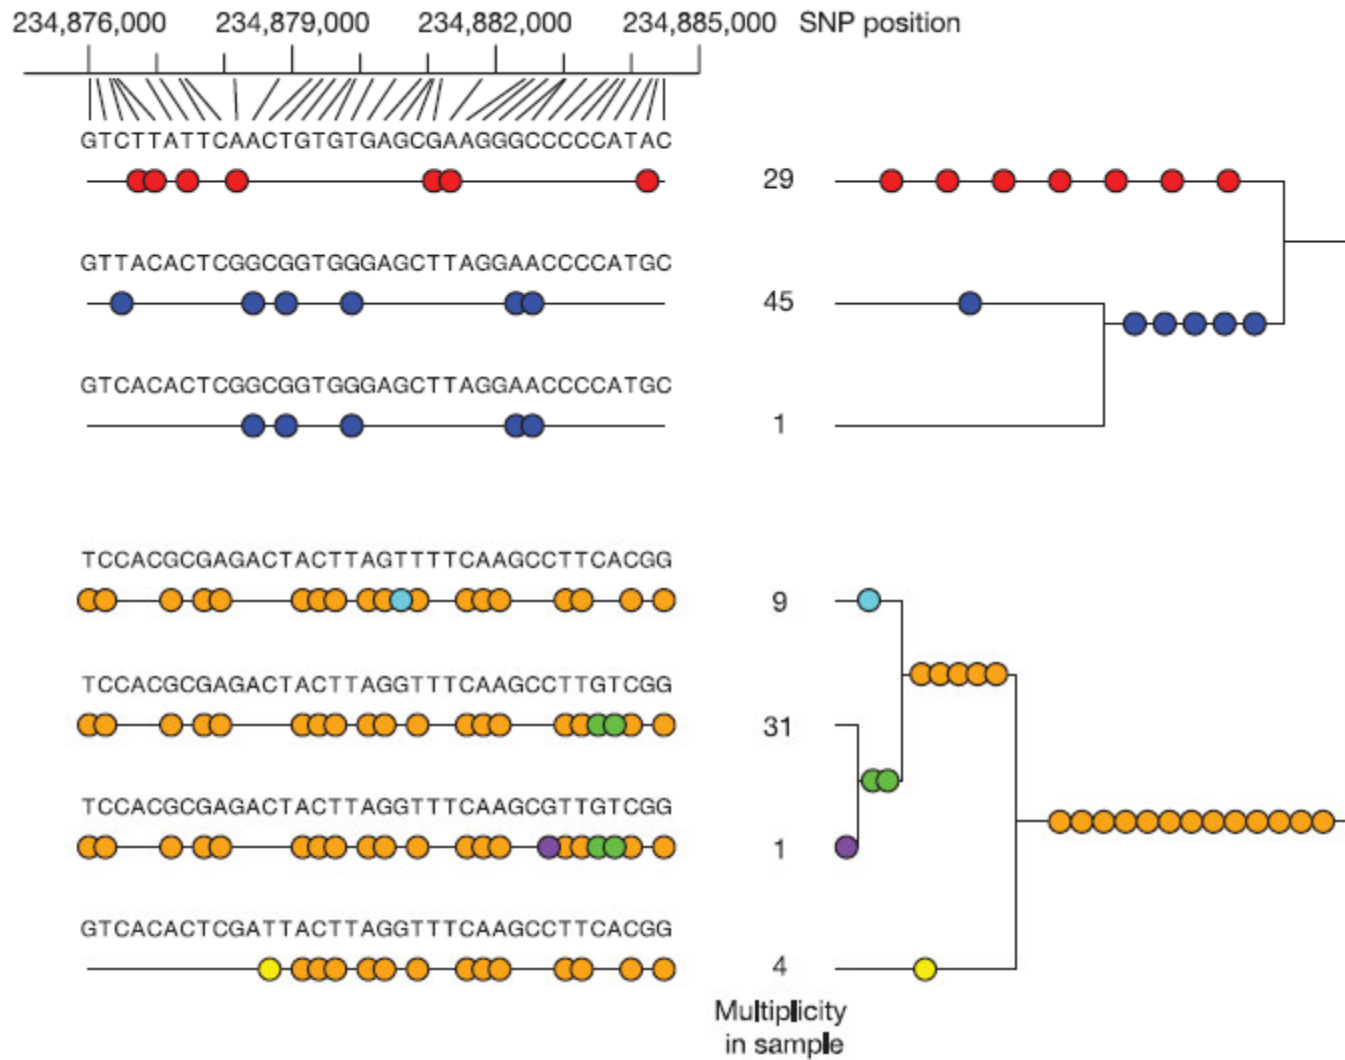 234,876,000 234,879,000 234,882,000 234,885,000 SNP position
GTCTTATTCAACTGTGTGAGCGAAGGGCCCCCATAC
29
GTTACACTCGGCGGTGGGAGCTTAGGAACCCCATGC
45
GTCACACTCGGCGGTGGGAGCTTAGGAACCCCATGC
1
TCCACGCGAGACTACTTAGTTTTCAAGCCTTCACGG
9
TCCACGCGAGACTACTTAGGTTTCAAGCCTTGTCGG
31
TCCACGCGAGACTACTTAGGTTTCAAGCGTTGTCGG
1
GTCACACTCGATTACTTAGGTTTCAAGCCTTCACGG
4
Multiplicity
in sample